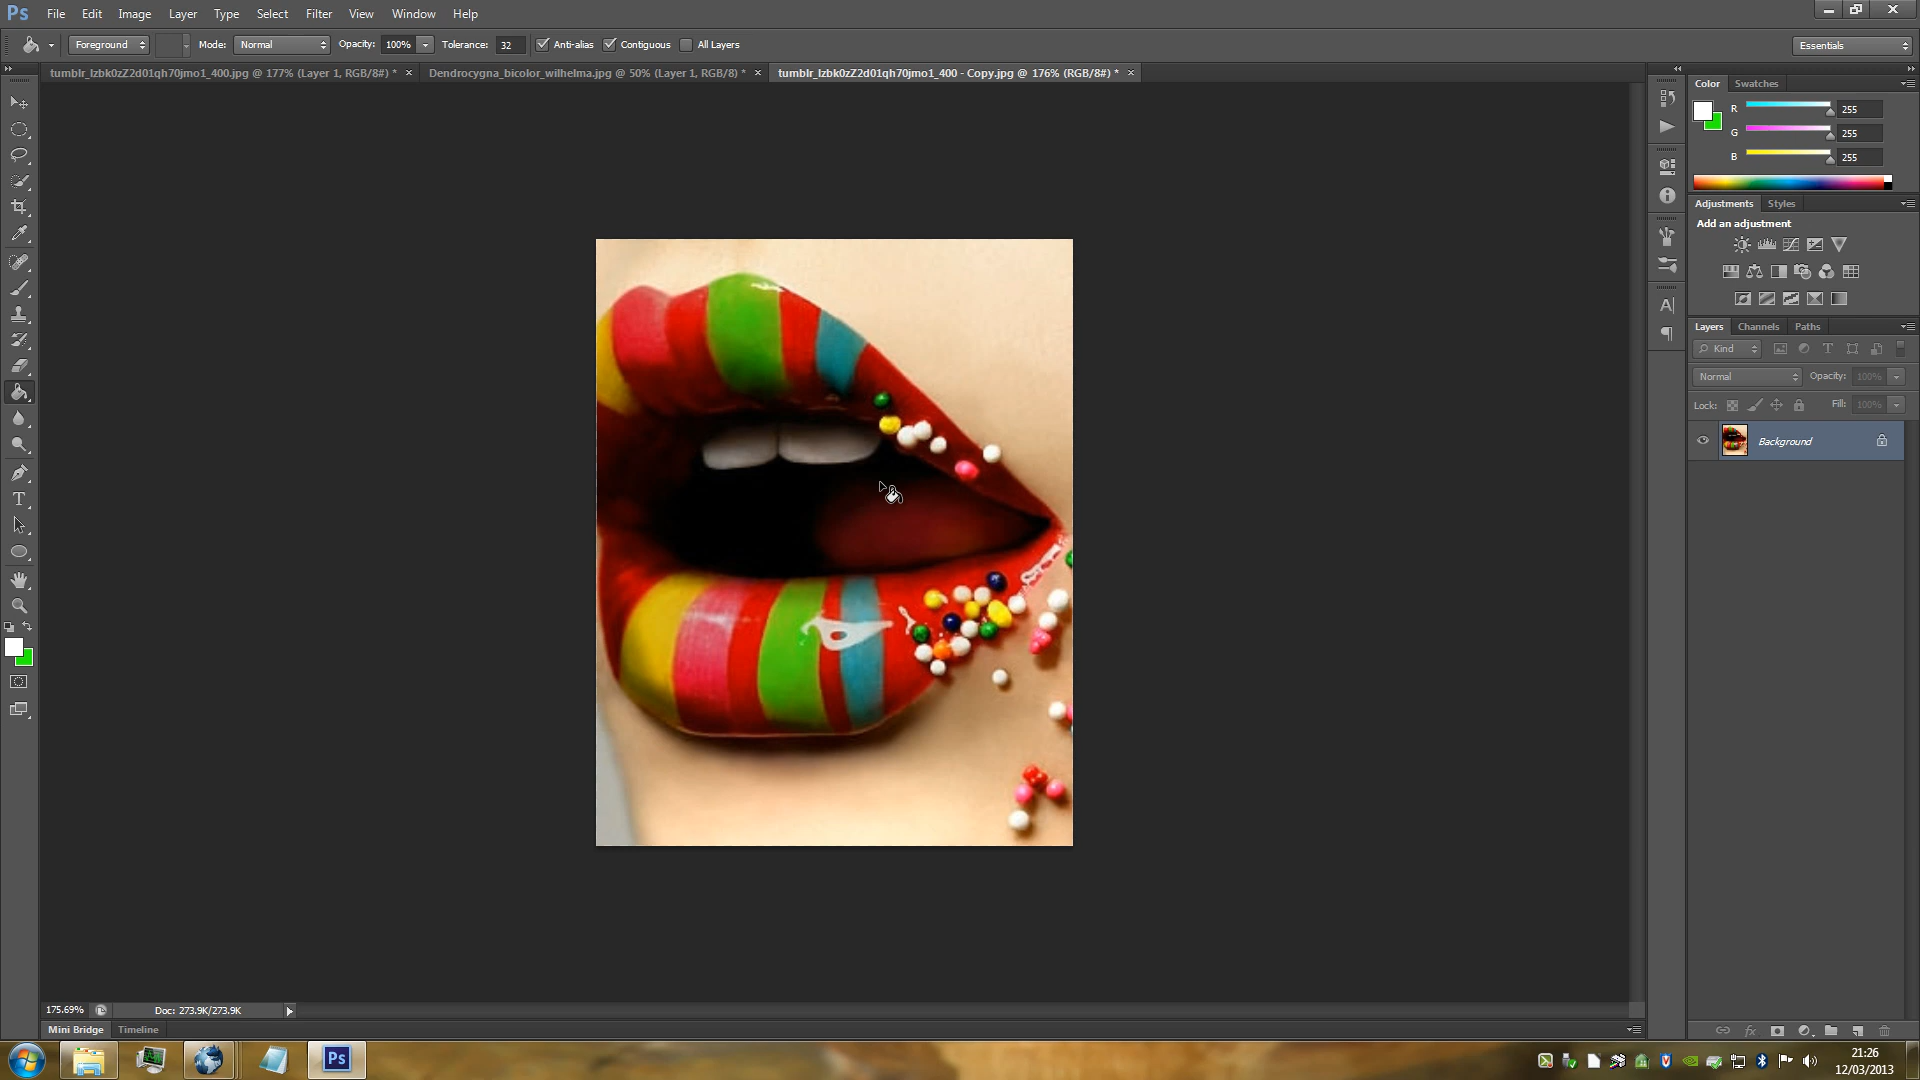 Ps File Edit Image Layer Type Select Filter View Window Help
Foreground Mode: Normal Opacity: 100% Tolerance: 32 Anti-alias Contiguous All Layers Essentials
tumblr_lzbk0zZ2d01qh70jmo1_400.jpg @ 177% (Layer 1, RGB/8#) * × Dendrocygna_bicolor_wilhelma.jpg @ 50% (Layer 1, RGB/8) * × tumblr_lzbk0zZ2d01qh70jmo1_400 - Copy.jpg @ 176% (RGB/8#) * ×
Color Swatches
R 255
G 255
B 255
Adjustments Styles
Add an adjustment
Layers Channels Paths
Kind
Normal Opacity: 100%
Lock: Fill: 100%
Background
175.69% Doc: 273.9K/273.9K
Mini Bridge Timeline
Ps
21:26
12/03/2013